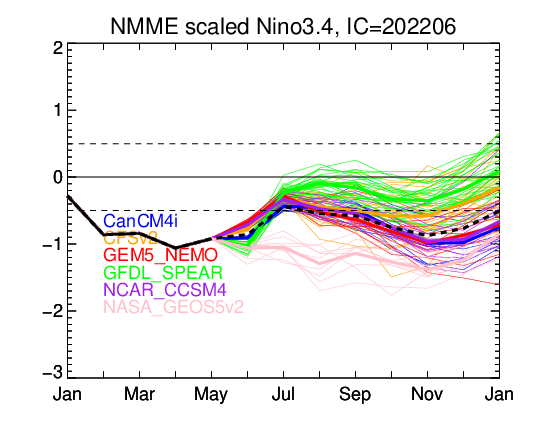 NMME scaled Nino3.4, IC=202206
2
1
0
−1
−2
−3
CanCM4i
CFSv2
GEM5_NEMO
GFDL_SPEAR
NCAR_CCSM4
NASA_GEOS5v2
Jan Mar May Jul Sep Nov Jan